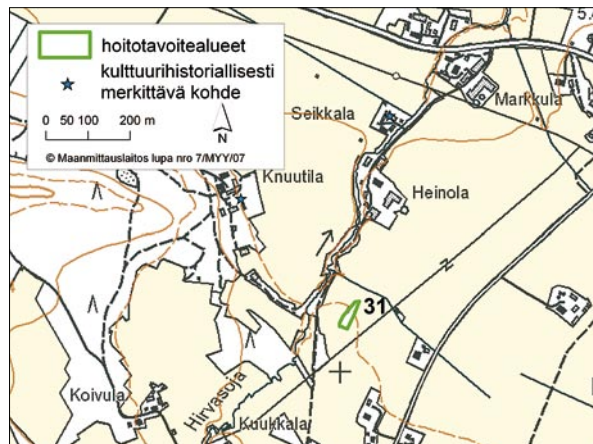 hoitotavoitealueet
kulttuurihistoriallisesti
merkittävä kohde
0 50 100 200 m
N
© Maanmittauslaitos lupa nro 7/MYY/07
Seikkala
Markkula
Knuutila
Heinola
31
Koivula
Hirvasoja
Kuukkala